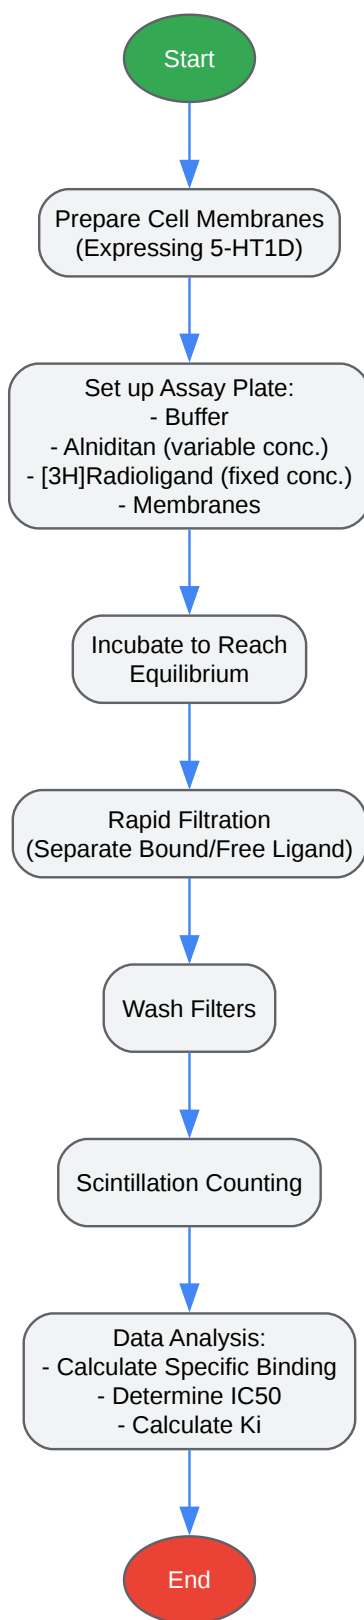 Start
Prepare Cell Membranes
(Expressing 5-HT1D)
Set up Assay Plate:
- Buffer
- Alniditan (variable conc.)
- [3H]Radioligand (fixed conc.)
- Membranes
Incubate to Reach
Equilibrium
Rapid Filtration
(Separate Bound/Free Ligand)
Wash Filters
Scintillation Counting
Data Analysis:
- Calculate Specific Binding
- Determine IC50
- Calculate Ki
End